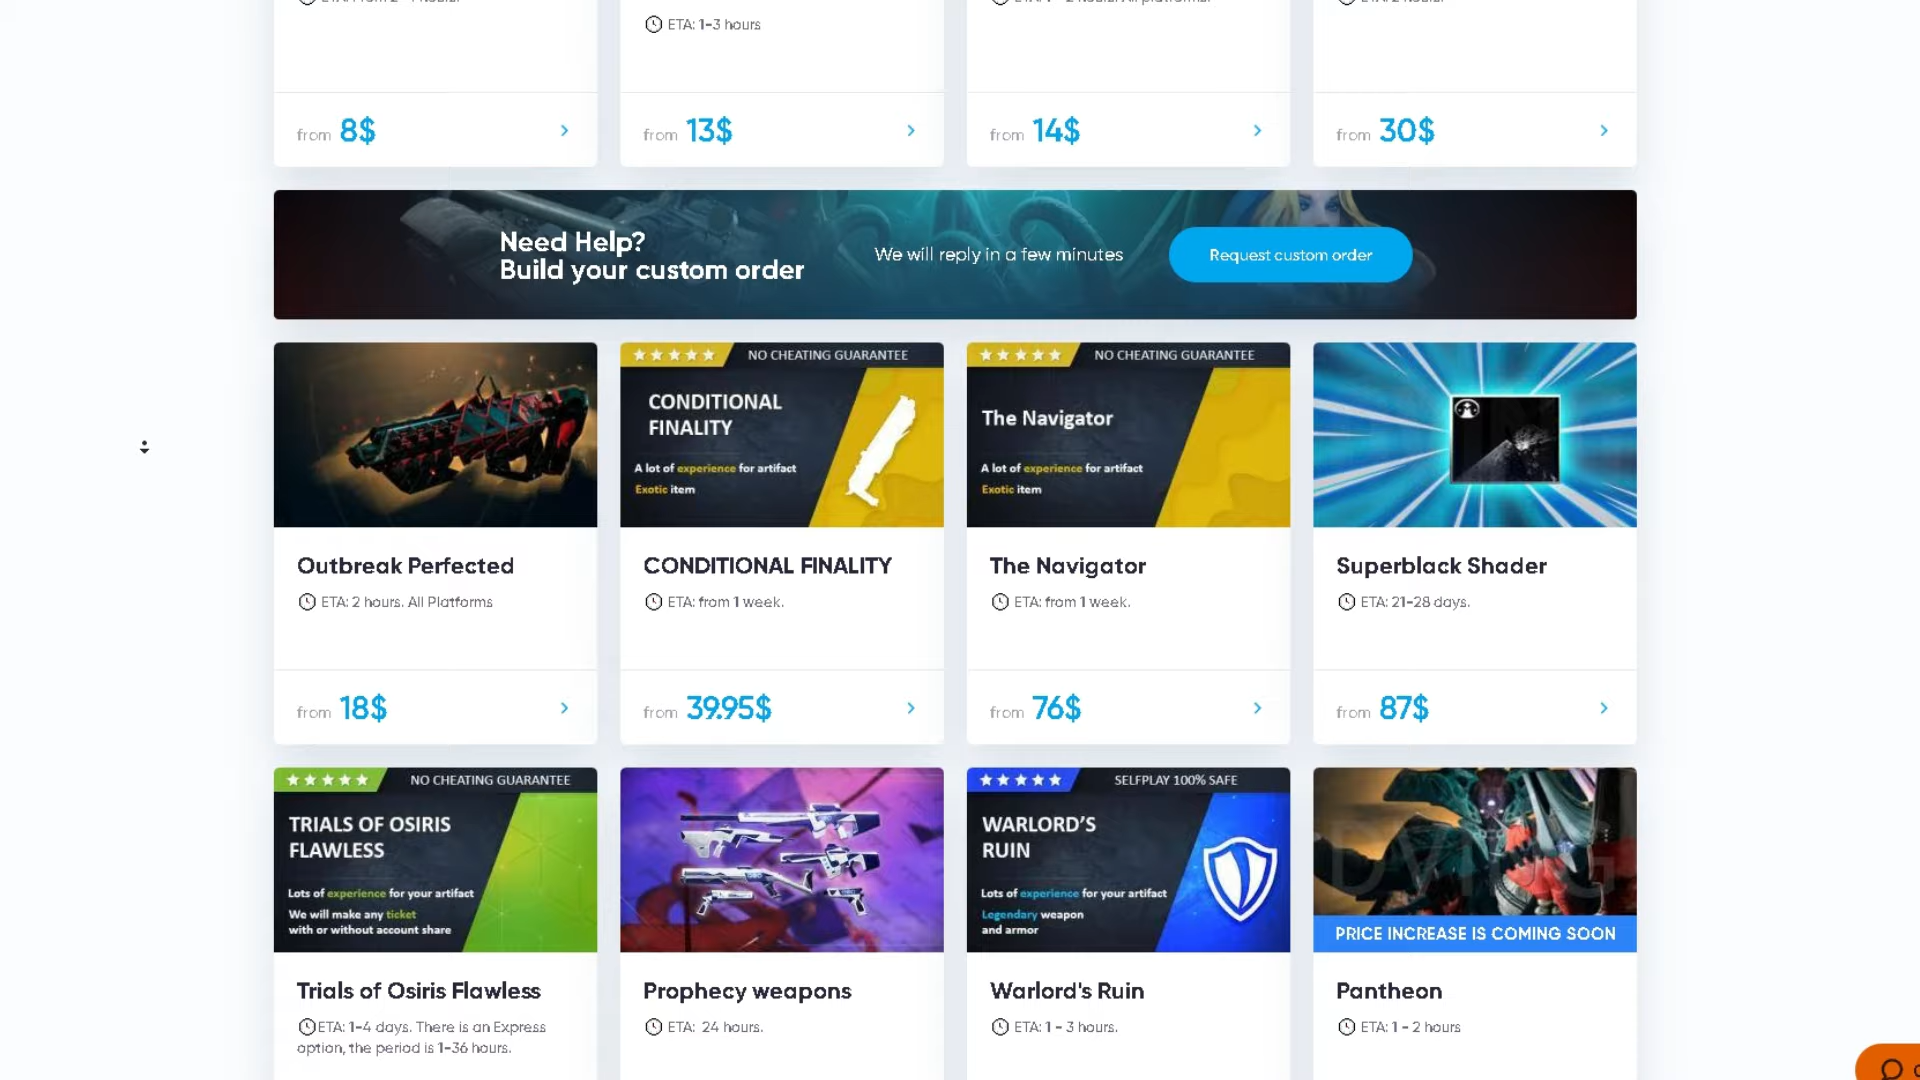 ETA: 1-3 hours
from 8$
from 13$
from 14$
from 30$
Need Help?
Build your custom order
We will reply in a few minutes
Request custom order
NO CHEATING GUARANTEE
CONDITIONAL
FINALITY
A lot of experience for artifact
Exotic item
NO CHEATING GUARANTEE
The Navigator
A lot of experience for artifact
Exotic item
Outbreak Perfected
ETA: 2 hours. All Platforms
CONDITIONAL FINALITY
ETA: from 1 week.
The Navigator
ETA: from 1 week.
Superblack Shader
ETA: 21-28 days.
from 18$
from 39.95$
from 76$
from 87$
NO CHEATING GUARANTEE
TRIALS OF OSIRIS
FLAWLESS
Lots of experience for your artifact
We will make any ticket
with or without account share
SELFPLAY 100% SAFE
WARLORD'S
RUIN
Lots of experience for your artifact
Legendary weapon
and armor
PRICE INCREASE IS COMING SOON
Trials of Osiris Flawless
ETA: 1-4 days. There is an Express
option, the period is 1-36 hours.
Prophecy weapons
ETA: 24 hours.
Warlord's Ruin
ETA: 1 - 3 hours.
Pantheon
ETA: 1 - 2 hours